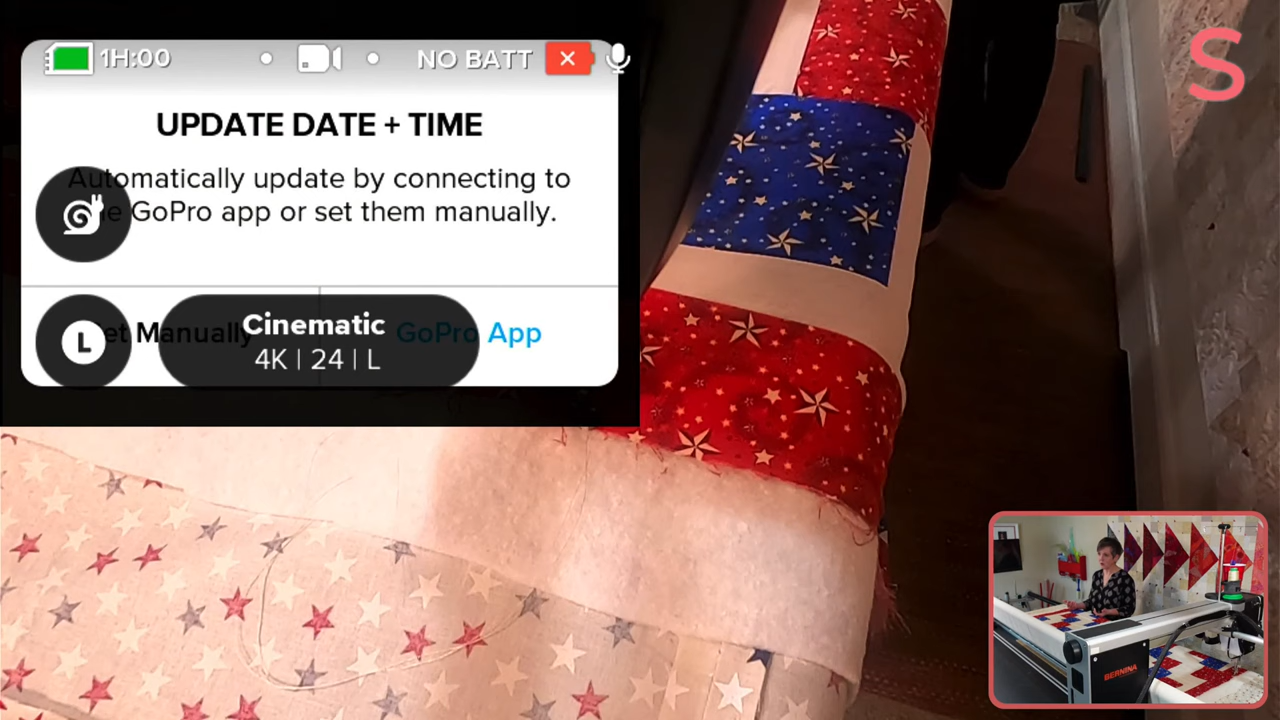 1H:00 NO BATT
UPDATE DATE + TIME
Automatically update by connecting to
GoPro app or set them manually.
Manually GoPro App
L
Cinematic
4K | 24 | L
S
BERNINA